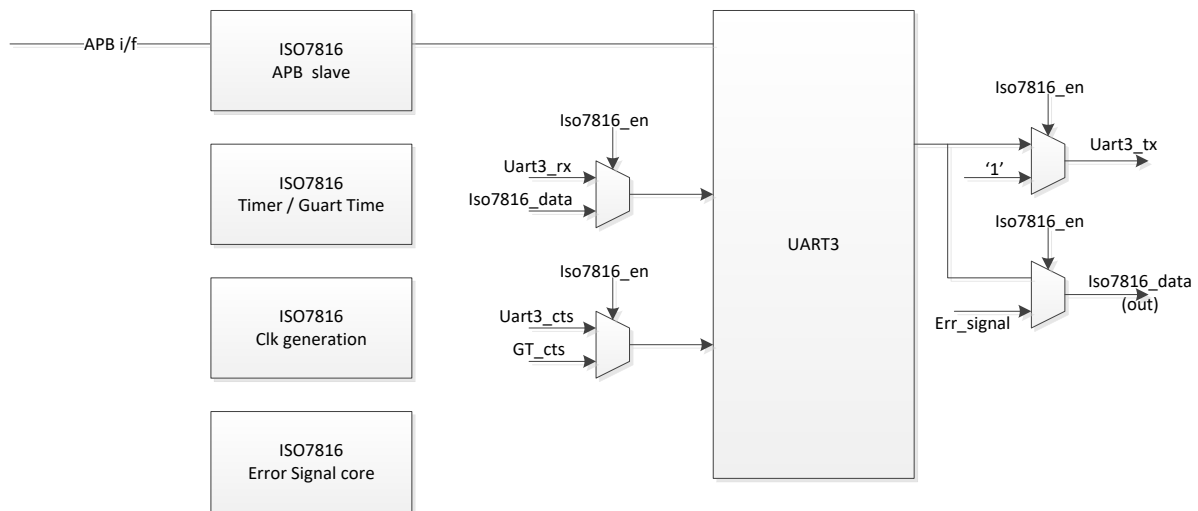 APB i/f
ISO7816
APB slave
ISO7816
Timer / Guart Time
ISO7816
Clk generation
ISO7816
Error Signal core
Iso7816_en
Uart3_rx
Iso7816_data
Iso7816_en
Uart3_cts
GT_cts
UART3
Iso7816_en
Uart3_tx
‘1’
Iso7816_en
Iso7816_data
(out)
Err_signal